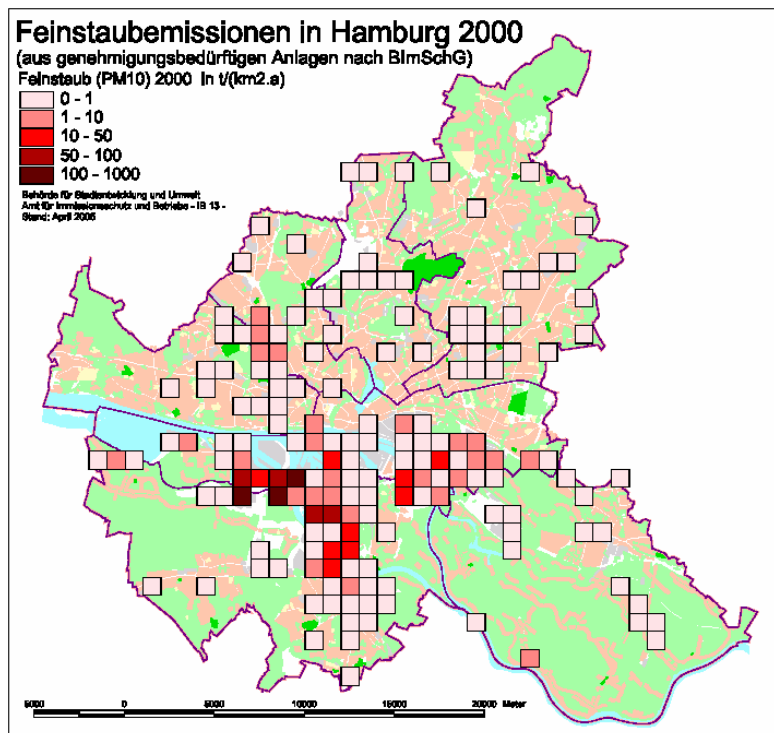 Feinstaubemissionen in Hamburg 2000
(aus genehmigungsbedürftigen Anlagen nach BImSchG)
Feinstaub (PM10) 2000 in t/(km2.a)
0 - 1
1 - 10
10 - 50
50 - 100
100 - 1000
Behörde für Stadtentwicklung und Umwelt
Amt für Immissionsschutz und Betriebe - IB 13 -
Stand: April 2005
5000 0 5000 10000 15000 20000 Meter